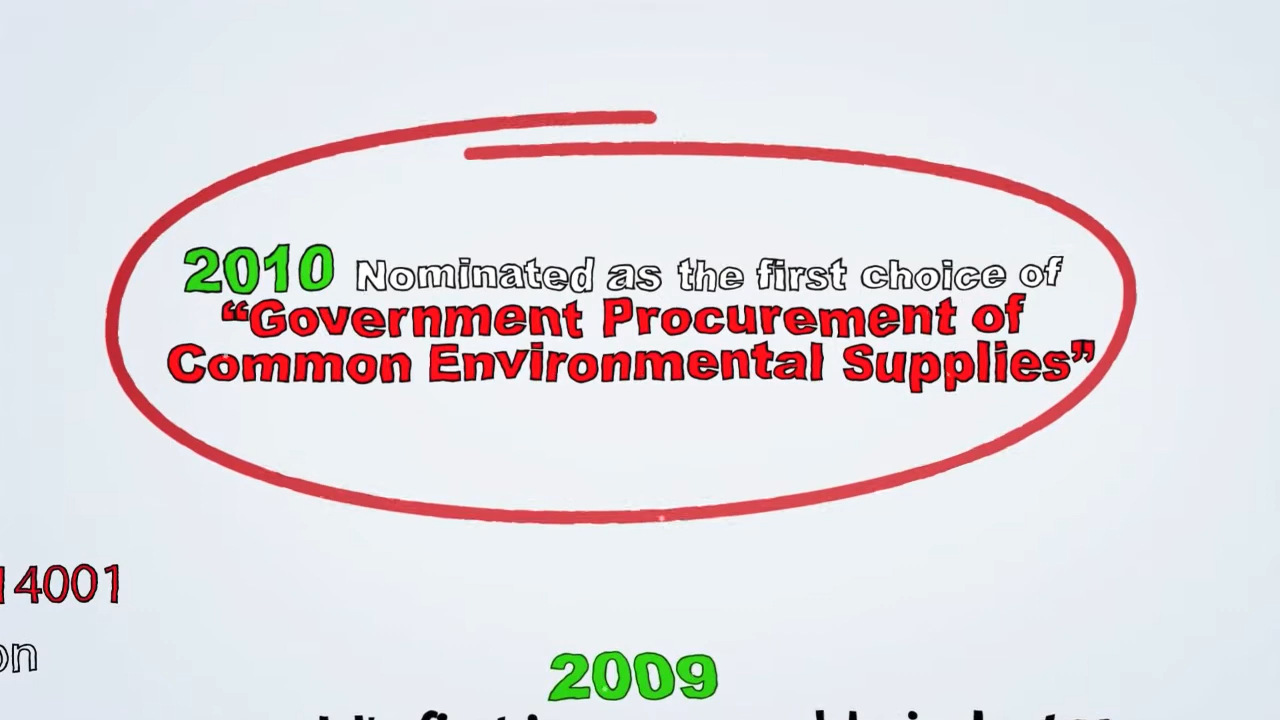 2010 Nominated as the first choice of
“Government Procurement of
Common Environmental Supplies”
14001
on
2009